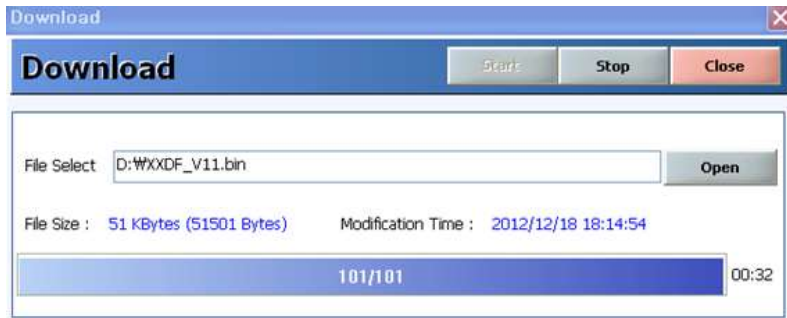 Download
Download Start Stop Close
File Select D:₩XXDF_V11.bin Open
File Size : 51 KBytes (51501 Bytes) Modification Time : 2012/12/18 18:14:54
101/101 00:32